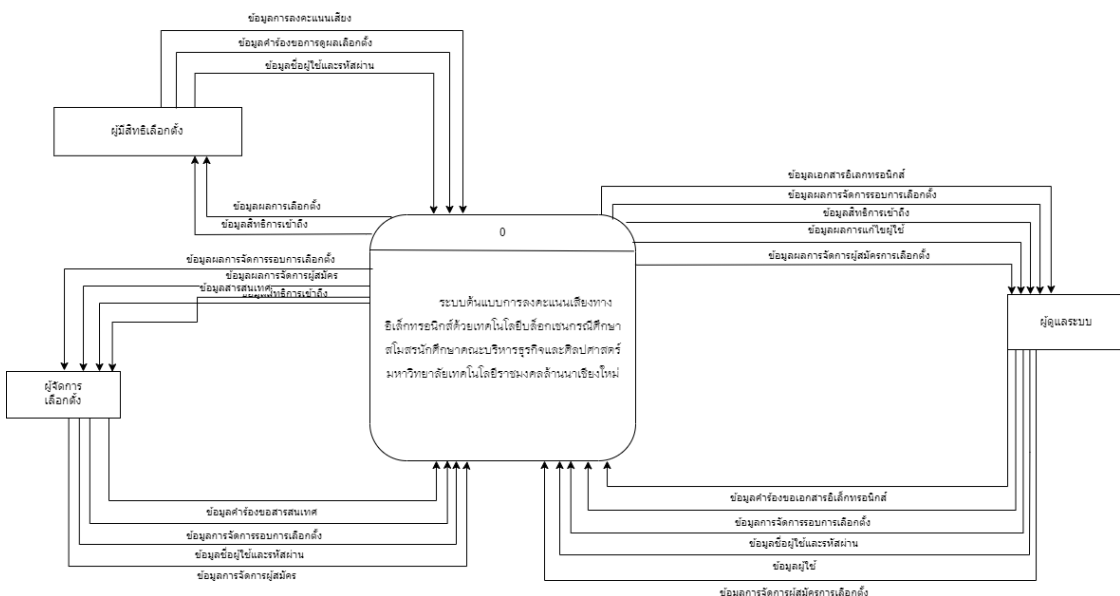 ข้อมูลการลงคะแนนเสียง
ข้อมูลคำร้องขอการดูผลเลือกตั้ง
ข้อมูลชื่อผู้ใช้และรหัสผ่าน
ผู้มีสิทธิเลือกตั้ง
ข้อมูลผลการเลือกตั้ง
ข้อมูลสิทธิการเข้าถึง
ข้อมูลเอกสารอิเลกทรอนิกส์
ข้อมูลผลการจัดการรอบการเลือกตั้ง
ข้อมูลสิทธิการเข้าถึง
ข้อมูลผลการแก้ไขผู้ใช้
ข้อมูลผลการจัดการผู้สมัครการเลือกตั้ง
0
ระบบต้นแบบการลงคะแนนเสียงทาง
อิเล็กทรอนิกส์ด้วยเทคโนโลยีบล็อกเชนกรณีศึกษา
สโมสรนักศึกษาคณะบริหารธุรกิจและศิลปศาสตร์
มหาวิทยาลัยเทคโนโลยีราชมงคลล้านนาเชียงใหม่
ข้อมูลผลการจัดการรอบการเลือกตั้ง
ข้อมูลผลการจัดการผู้สมัคร
ข้อมูลสารสนเทศ
ข้อมูลสิทธิการเข้าถึง
ผู้ดูแลระบบ
ผู้จัดการ
เลือกตั้ง
ข้อมูลคำร้องขอสารสนเทศ
ข้อมูลการจัดการรอบการเลือกตั้ง
ข้อมูลชื่อผู้ใช้และรหัสผ่าน
ข้อมูลการจัดการผู้สมัคร
ข้อมูลคำร้องขอเอกสารอิเล็กทรอนิกส์
ข้อมูลการจัดการรอบการเลือกตั้ง
ข้อมูลชื่อผู้ใช้และรหัสผ่าน
ข้อมูลผู้ใช้
ข้อมูลการจัดการผู้สมัครการเลือกตั้ง